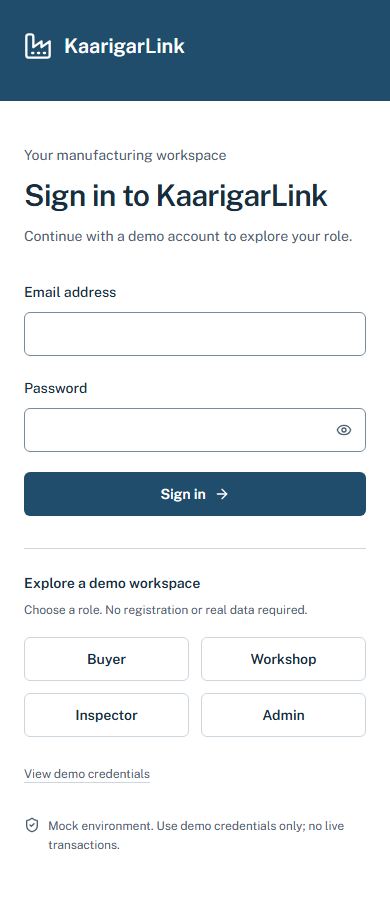 KaarigarLink
Your manufacturing workspace
Sign in to KaarigarLink
Continue with a demo account to explore your role.
Email address
Password
Sign in →
Explore a demo workspace
Choose a role. No registration or real data required.
Buyer
Workshop
Inspector
Admin
View demo credentials
Mock environment. Use demo credentials only; no live
transactions.